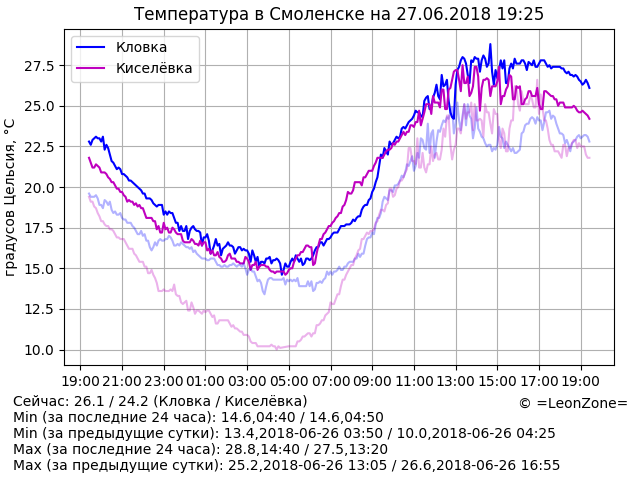 Температура в Смоленске на 27.06.2018 19:25
Кловка
Киселёвка
градусов Цельсия, °C
27.5
25.0
22.5
20.0
17.5
15.0
12.5
10.0
19:00 21:00 23:00 01:00 03:00 05:00 07:00 09:00 11:00 13:00 15:00 17:00 19:00
Сейчас: 26.1 / 24.2 (Кловка / Киселёвка)
© =LeonZone=
Min (за последние 24 часа): 14.6,04:40 / 14.6,04:50
Min (за предыдущие сутки): 13.4,2018-06-26 03:50 / 10.0,2018-06-26 04:25
Max (за последние 24 часа): 28.8,14:40 / 27.5,13:20
Max (за предыдущие сутки): 25.2,2018-06-26 13:05 / 26.6,2018-06-26 16:55